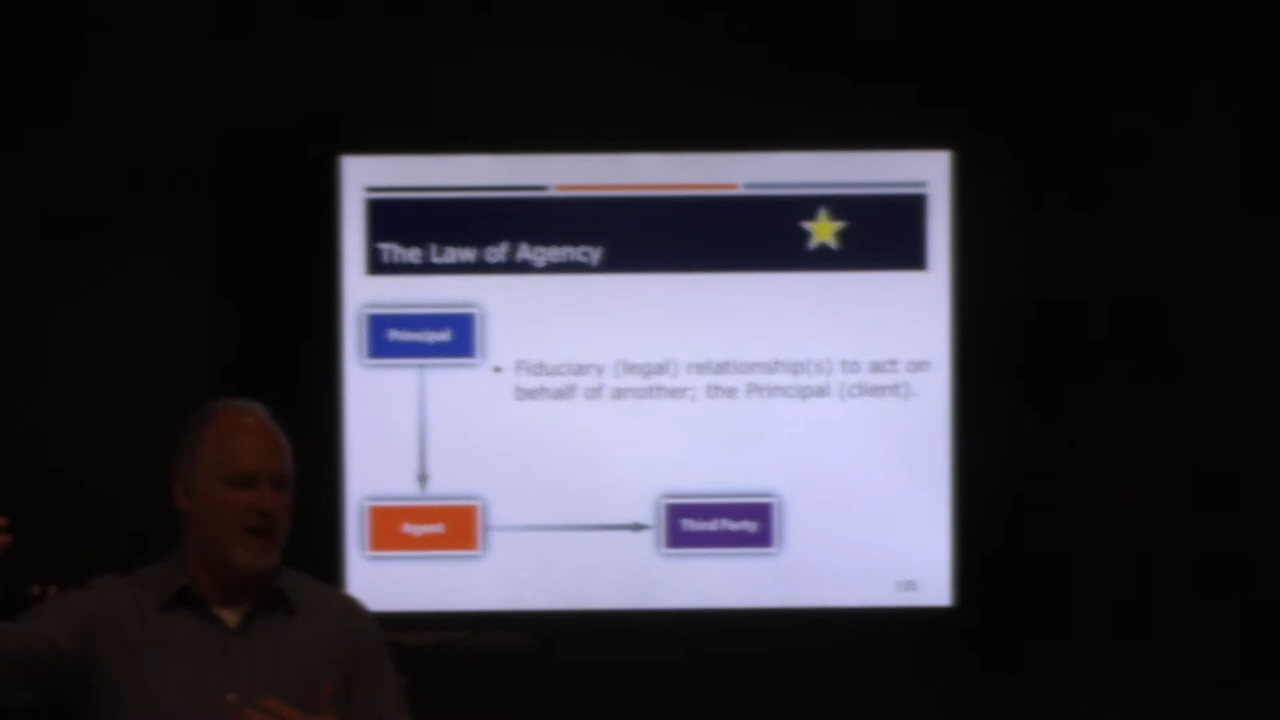 The Law of Agency
Principal
• Fiduciary (legal) relationship(s) to act on
behalf of another; the Principal (client).
Agent
Third Party